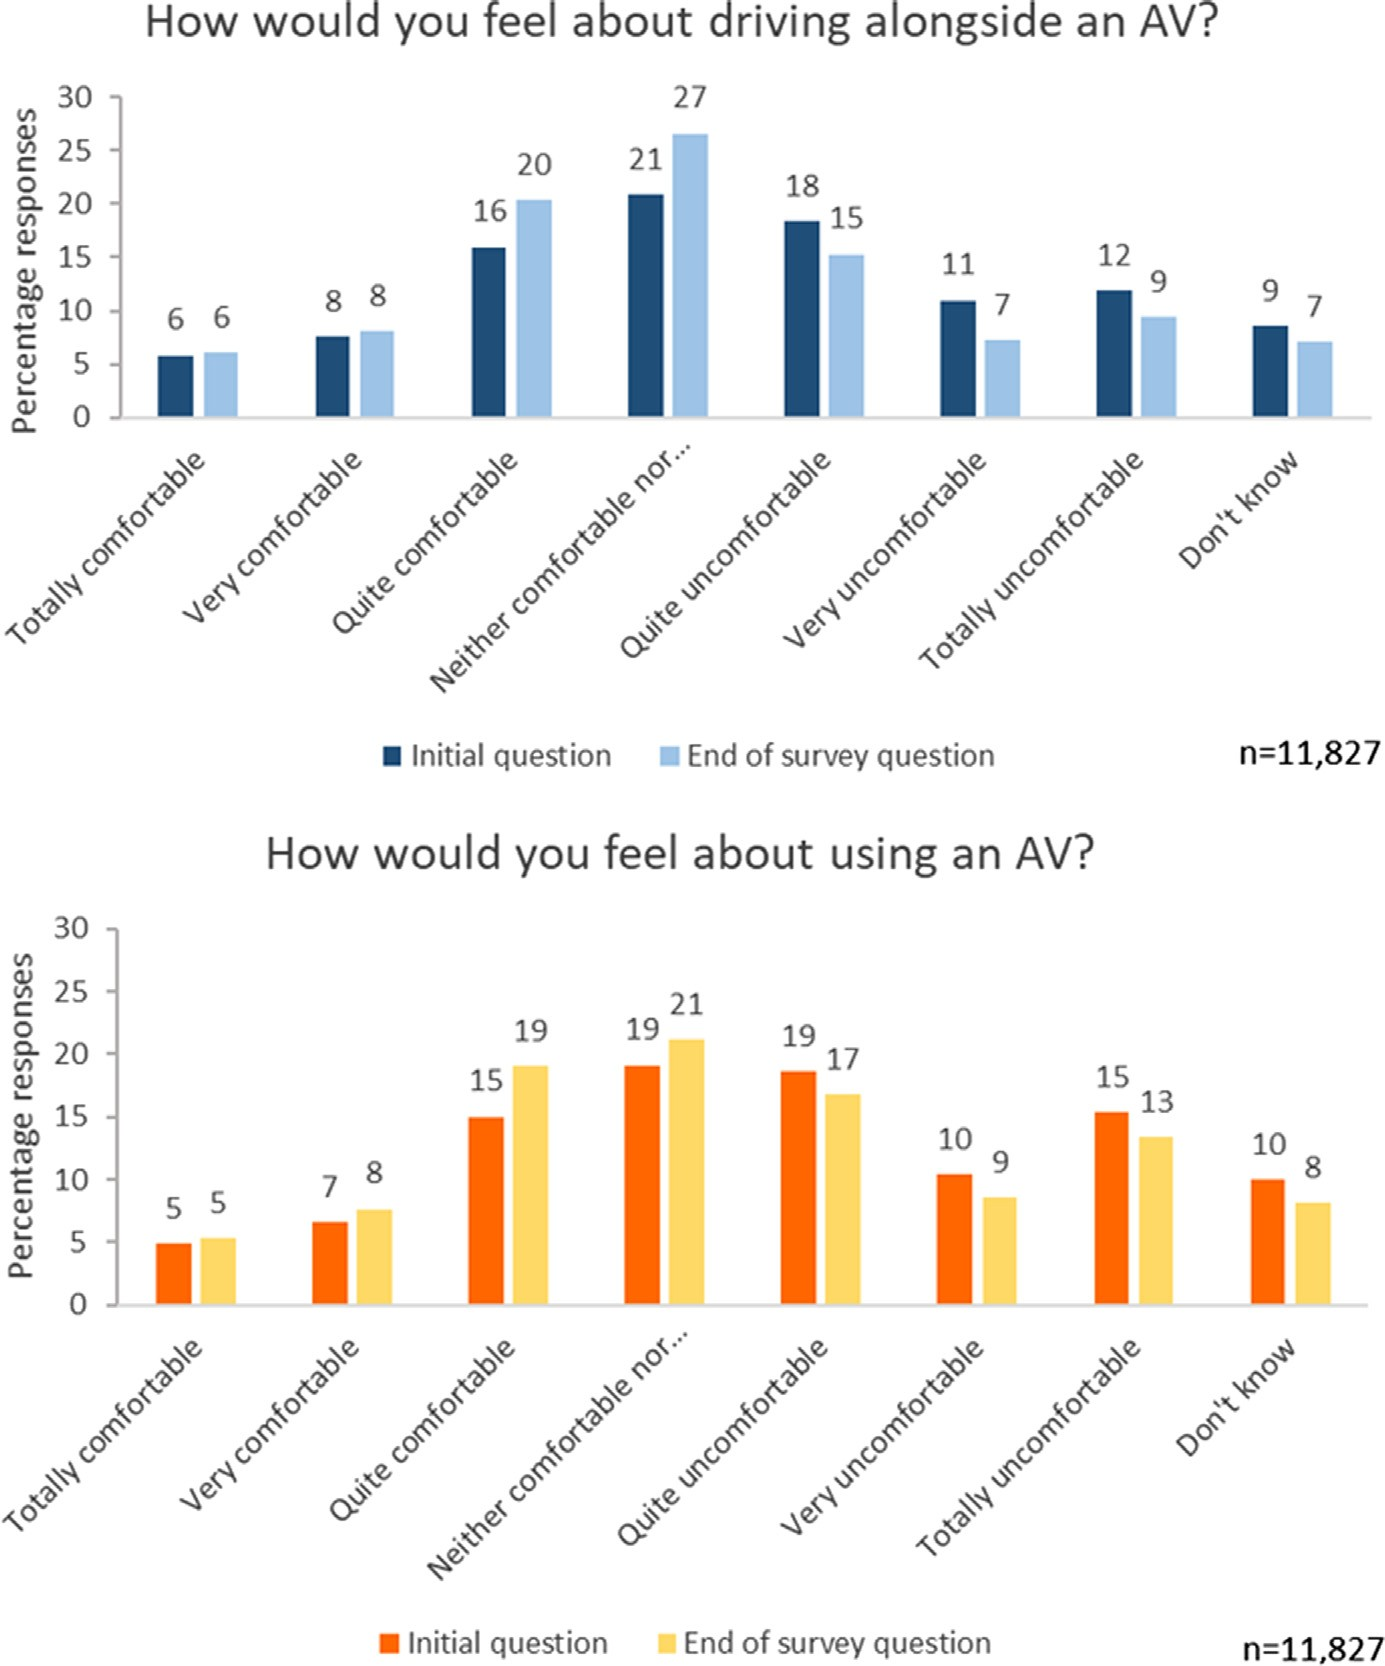 How would you feel about driving alongside an AV?
Percentage responses
30
25
20
15
10
5
0
6 6
8 8
16 20
21 27
18 15
11 7
12 9
9 7
Totally comfortable
Very comfortable
Quite comfortable
Neither comfortable nor...
Quite uncomfortable
Very uncomfortable
Totally uncomfortable
Don't know
Initial question End of survey question
n=11,827
How would you feel about using an AV?
Percentage responses
30
25
20
15
10
5
0
5 5
7 8
15 19
19 21
19 17
10 9
15 13
10 8
Totally comfortable
Very comfortable
Quite comfortable
Neither comfortable nor...
Quite uncomfortable
Very uncomfortable
Totally uncomfortable
Don't know
Initial question End of survey question
n=11,827